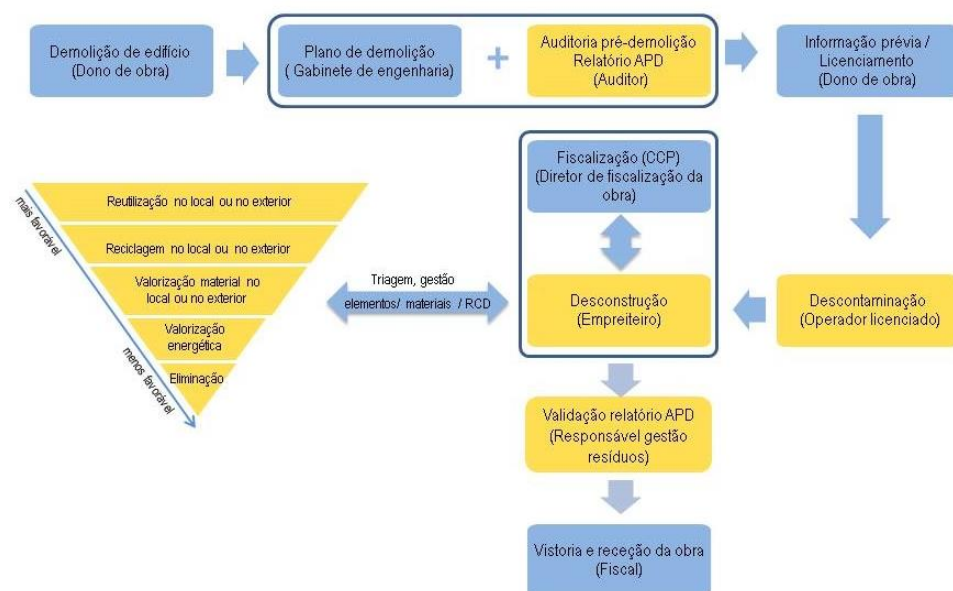 Demolição de edifício
(Dono de obra)
Plano de demolição
( Gabinete de engenharia)
+
Auditoria pré-demolição
Relatório APD
(Auditor)
Informação prévia /
Licenciamento
(Dono de obra)
Fiscalização (CCP)
(Diretor de fiscalização da
obra)
mais favorável
menos favorável
Reutilização no local ou no exterior
Reciclagem no local ou no exterior
Valorização material no
local ou no exterior
Valorização
energética
Eliminação
Triagem, gestão
elementos/ materiais / RCD
Desconstrução
(Empreiteiro)
Descontaminação
(Operador licenciado)
Validação relatório APD
(Responsável gestão
resíduos)
Vistoria e receção da obra
(Fiscal)